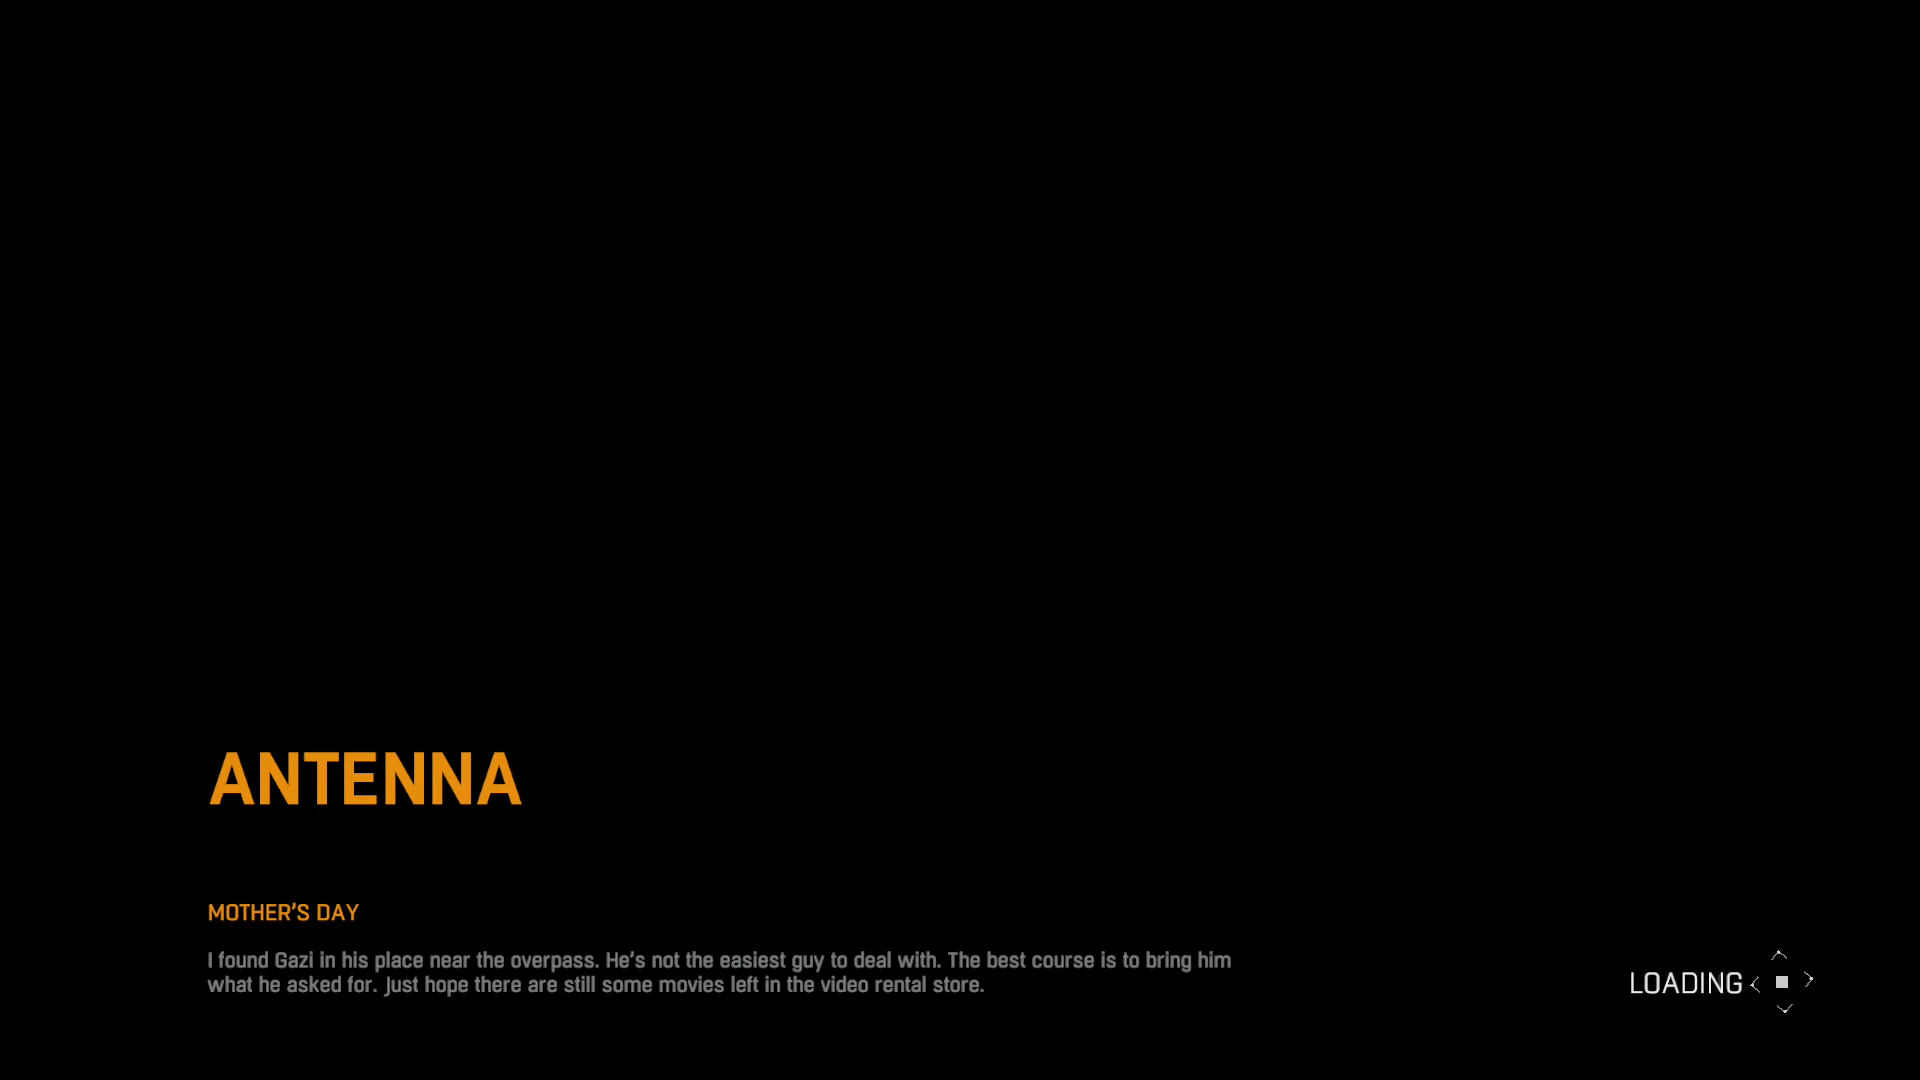 ANTENNA
MOTHER'S DAY
I found Gazi in his place near the overpass. He's not the easiest guy to deal with. The best course is to bring him
what he asked for. Just hope there are still some movies left in the video rental store.
LOADING